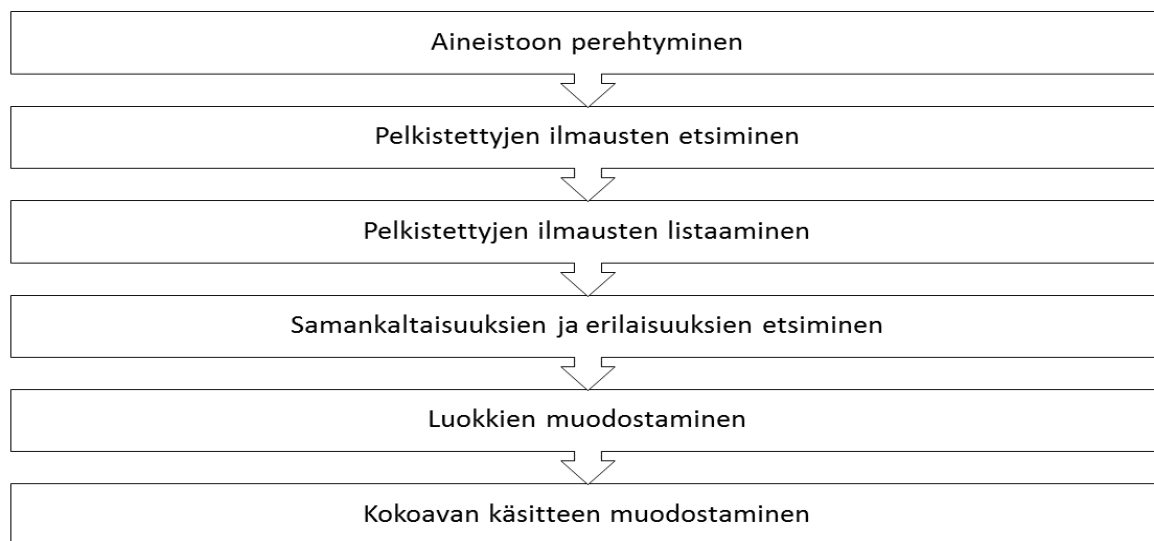 Aineistoon perehtyminen
Pelkistettyjen ilmausten etsiminen
Pelkistettyjen ilmausten listaaminen
Samankaltaisuuksien ja erilaisuuksien etsiminen
Luokkien muodostaminen
Kokoavan käsitteen muodostaminen